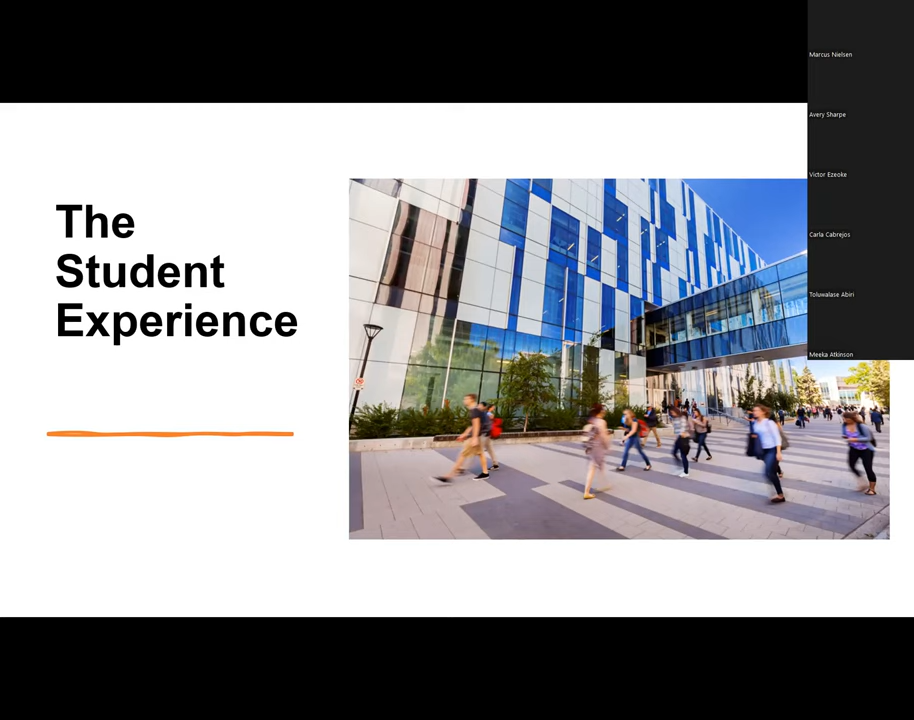 The
Student
Experience
Marcus Nielsen
Avery Sharpe
Victor Ezeoke
Carla Cabrejos
Toluwalase Abiri
Meeka Atkinson